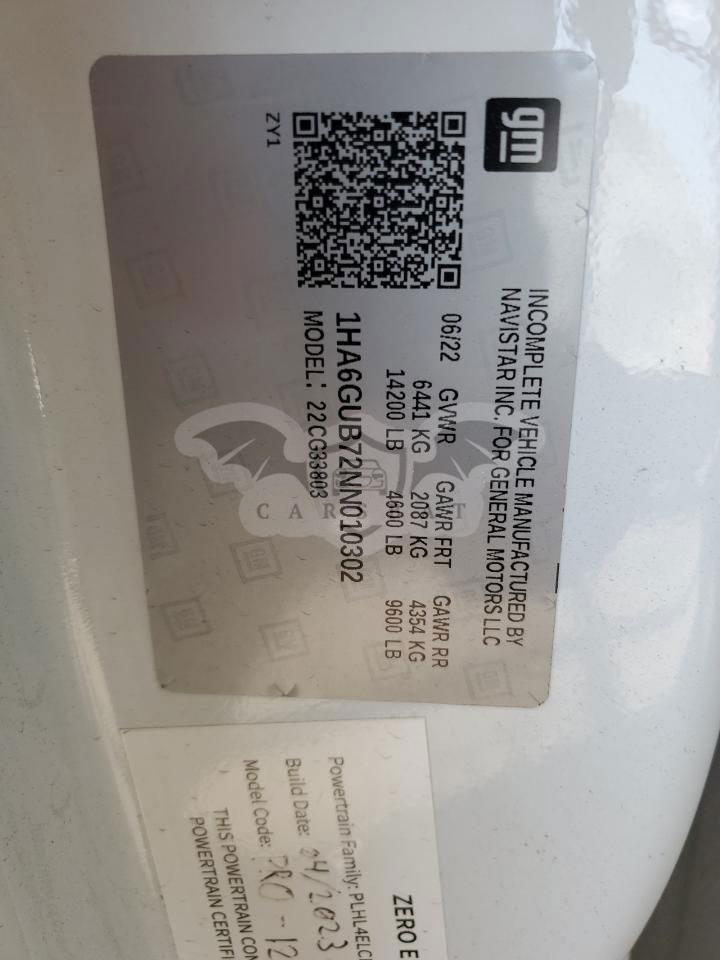 gm
INCOMPLETE VEHICLE MANUFACTURED BY
NAVISTAR INC. FOR GENERAL MOTORS LLC
06/22 GVWR GAWR FRT GAWR RR
6441 KG 2087 KG 4354 KG
14200 LB 4600 LB 9600 LB
1HA6GUB72NN010302
MODEL: 22CG33803
ZY1
ZERO E
Powertrain Family: PLHL4ELC
Build Date: 04/2023
Model Code: PRO-12
THIS POWERTRAIN CON
POWERTRAIN CERTIFI